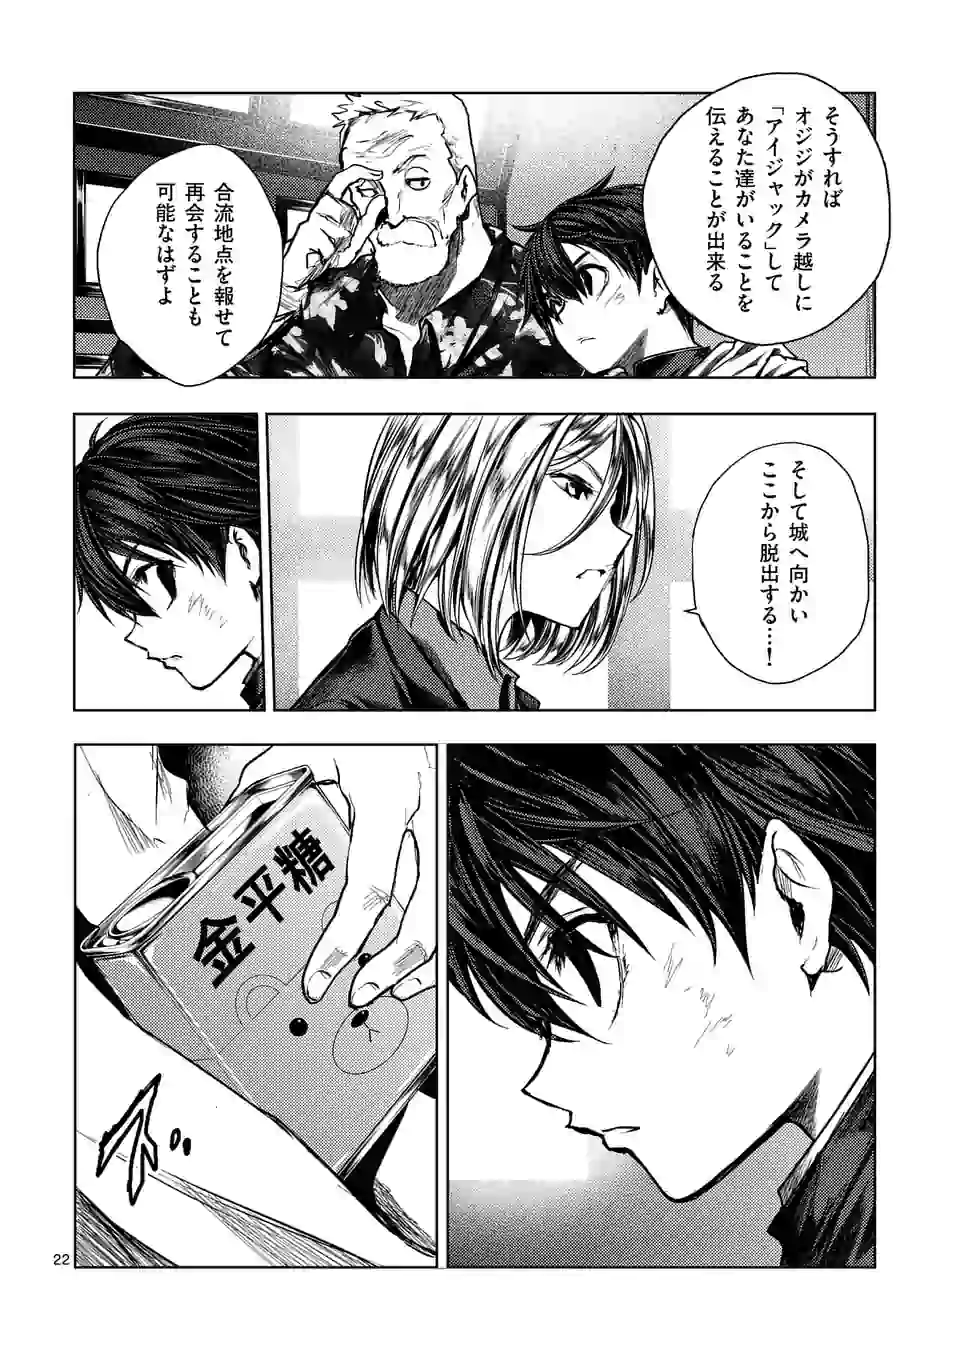 そうすれば
オジジがカメラ越しに
「アイジャック」して
あなた達がいることを
伝えることが出来る
合流地点を報せて
再会することも
可能なはずよ
そして城へ向かい
ここから脱出する…!
金平糖
ズ…
22